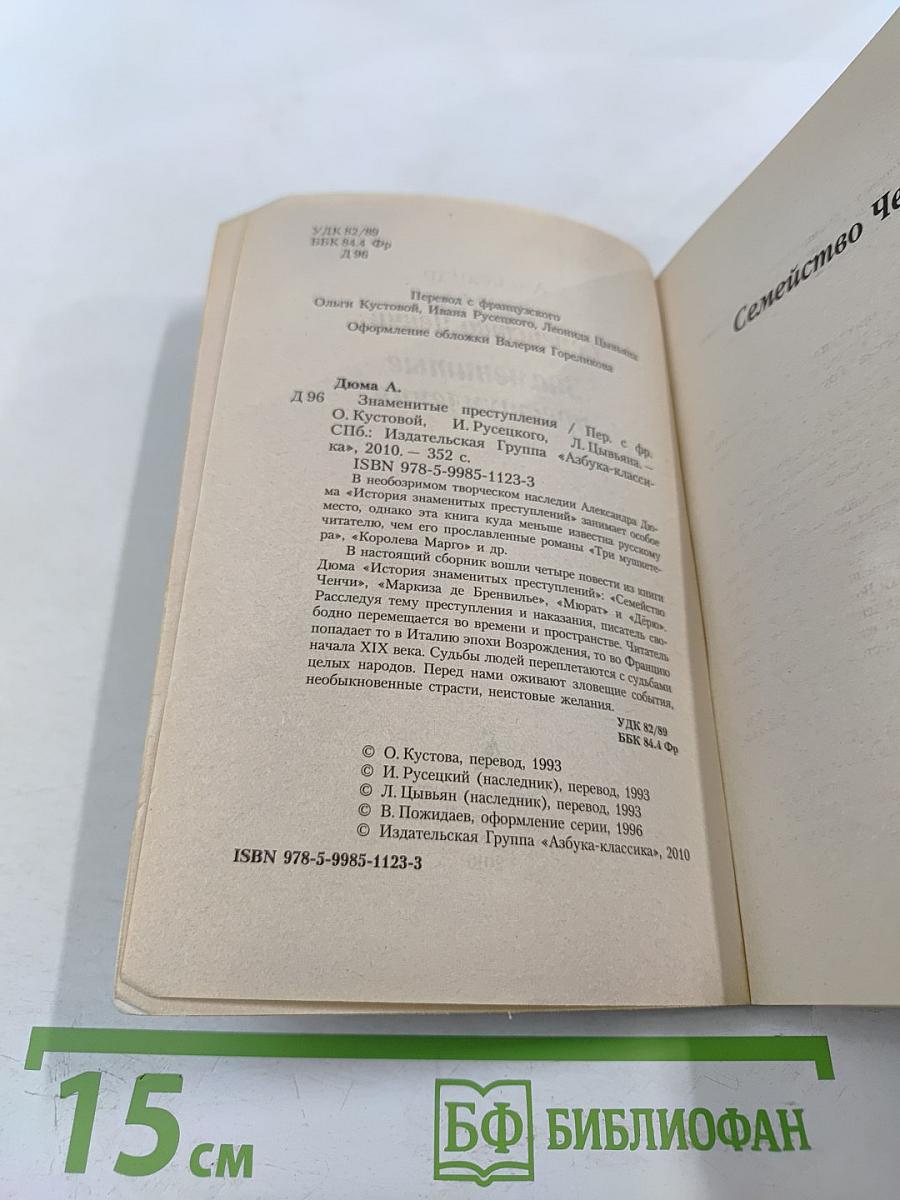 УДК 82/89
ББК 84.4 Фр
Д 96
Перевод с французского
Ольги Кустовой, Ивана Русецкого, Леонида Цывьяна
Оформление обложки Валерия Гореликова
Дюма А.
Д 96 Знаменитые преступления / Пер. с фр.
О. Кустовой, И. Русецкого, Л. Цывьяна. —
СПб.: Издательская Группа «Азбука-класси-
ка», 2010. — 352 с.
ISBN 978-5-9985-1123-3
В необозримом творческом наследии Александра Дю-
ма «История знаменитых преступлений» занимает особое
место, однако эта книга куда меньше известна русскому
читателю, чем его прославленные романы «Три мушкете-
ра», «Королева Марго» и др.
В настоящий сборник вошли четыре повести из книги
Дюма «История знаменитых преступлений»: «Семейство
Ченчи», «Маркиза де Бренвилье», «Мюрат» и «Дёрю».
Расследуя тему преступления и наказания, писатель сво-
бодно перемещается во времени и пространстве. Читатель
попадает то в Италию эпохи Возрождения, то во Францию
начала XIX века. Судьбы людей переплетаются с судьбами
целых народов. Перед нами оживают зловещие события,
необыкновенные страсти, неистовые желания.
УДК 82/89
ББК 84.4 Фр
© О. Кустова, перевод, 1993
© И. Русецкий (наследник), перевод, 1993
© Л. Цывьян (наследник), перевод, 1993
© В. Пожидаев, оформление серии, 1996
© Издательская Группа «Азбука-классика», 2010
ISBN 978-5-9985-1123-3
Семейство Че
15 см
БФ БИБЛИОФАН